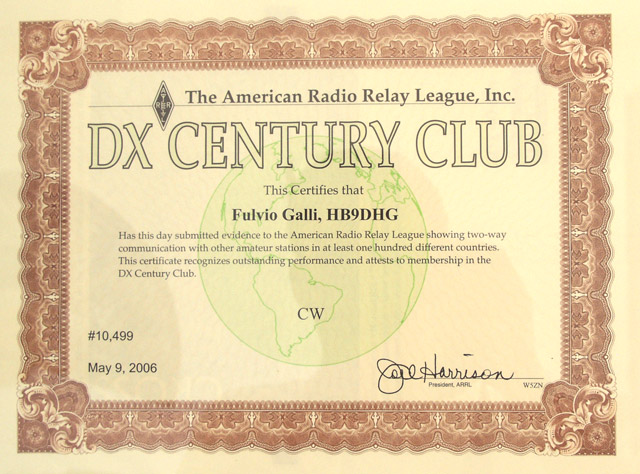 The American Radio Relay League, Inc.
DX CENTURY CLUB
This Certifies that
Fulvio Galli, HB9DHG
Has this day submitted evidence to the American Radio Relay League showing two-way
communication with other amateur stations in at least one hundred different countries.
This certificate recognizes outstanding performance and attests to membership in the
DX Century Club.
CW
#10,499
May 9, 2006
Joel Harrison
President, ARRL W5ZN